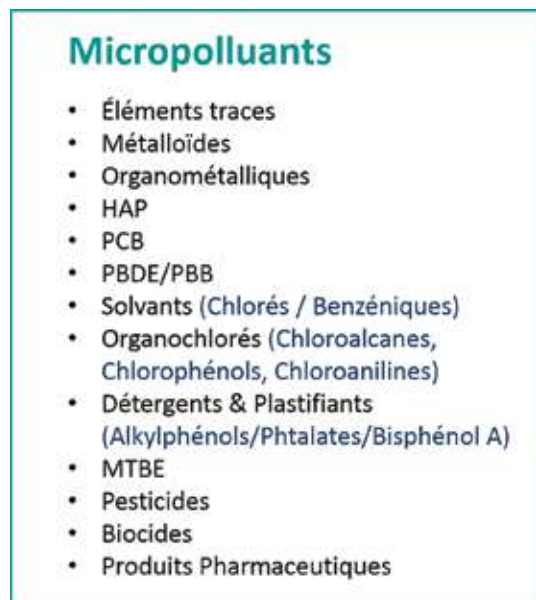 Micropolluants
• Éléments traces
• Métalloïdes
• Organométalliques
• HAP
• PCB
• PBDE/PBB
• Solvants (Chlorés / Benzéniques)
• Organochlorés (Chloroalcanes,
Chlorophénols, Chloroanilines)
• Détergents & Plastifiants
(Alkylphénols/Phtalates/Bisphénol A)
• MTBE
• Pesticides
• Biocides
• Produits Pharmaceutiques